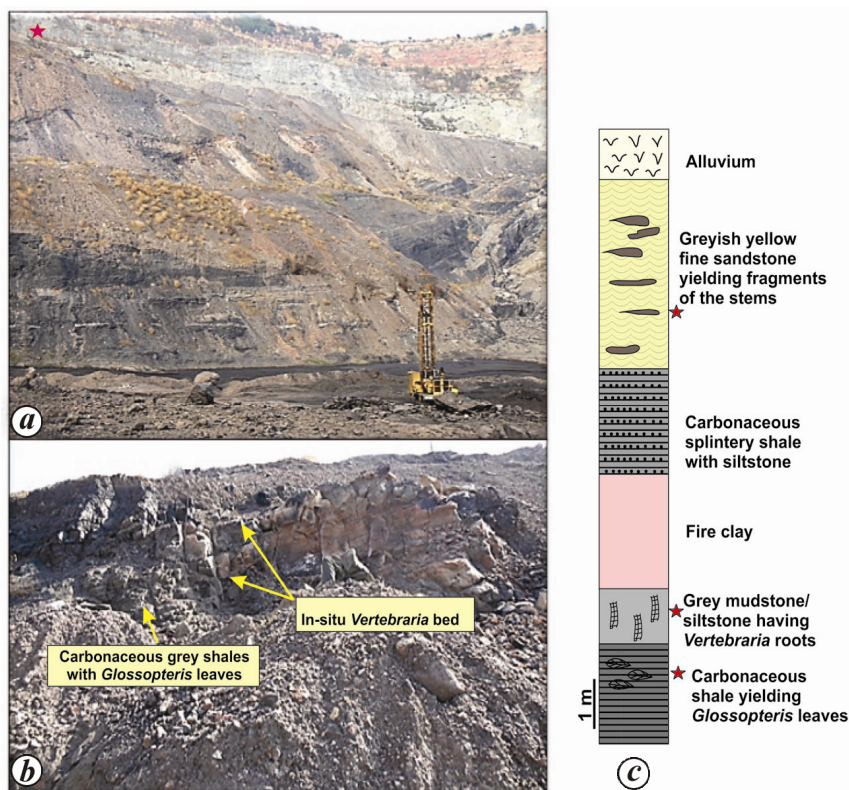 a
In-situ Vertebraria bed
Carbonaceous grey shales
with Glossopteris leaves
b
Alluvium
Greyish yellow
fine sandstone
yielding fragments
of the stems
Carbonaceous
splintery shale
with siltstone
Fire clay
Grey mudstone/
siltstone having
Vertebraria roots
Carbonaceous
shale yielding
Glossopteris leaves
1 m
c